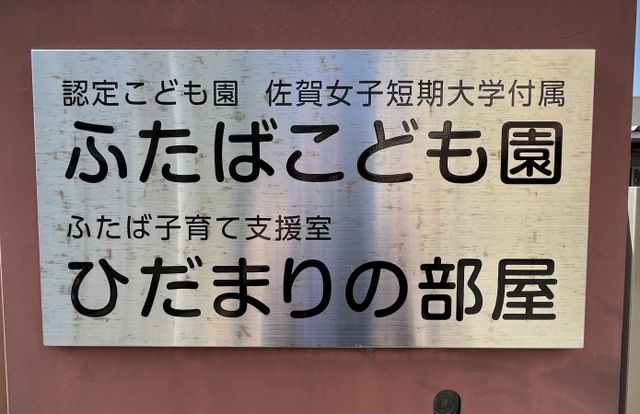 認定こども園　佐賀女子短期大学付属
ふたばこども園
ふたば子育て支援室
ひだまりの部屋